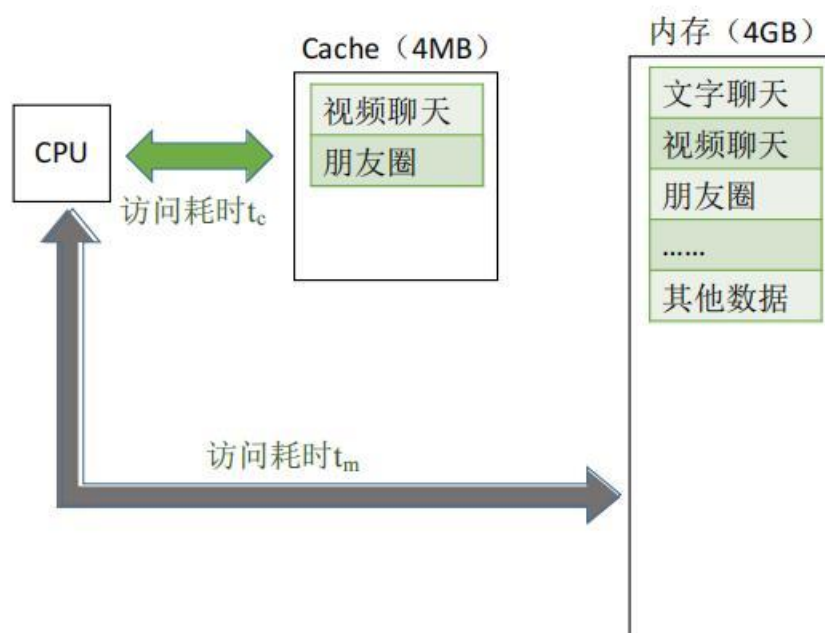 Cache（4MB）
视频聊天
朋友圈
CPU
访问耗时tc
内存（4GB）
文字聊天
视频聊天
朋友圈
……
其他数据
访问耗时tm